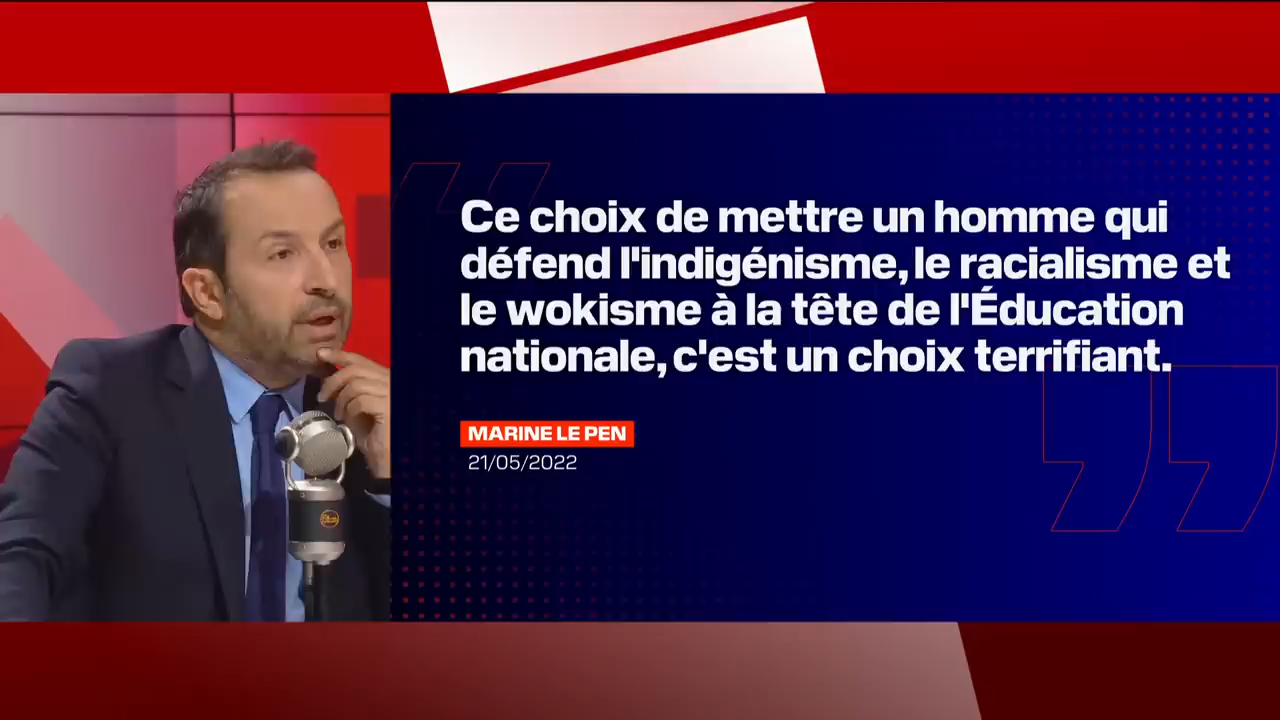 Ce choix de mettre un homme qui
défend l'indigénisme, le racialisme et
le wokisme à la tête de l'Éducation
nationale, c'est un choix terrifiant.
MARINE LE PEN
21/05/2022